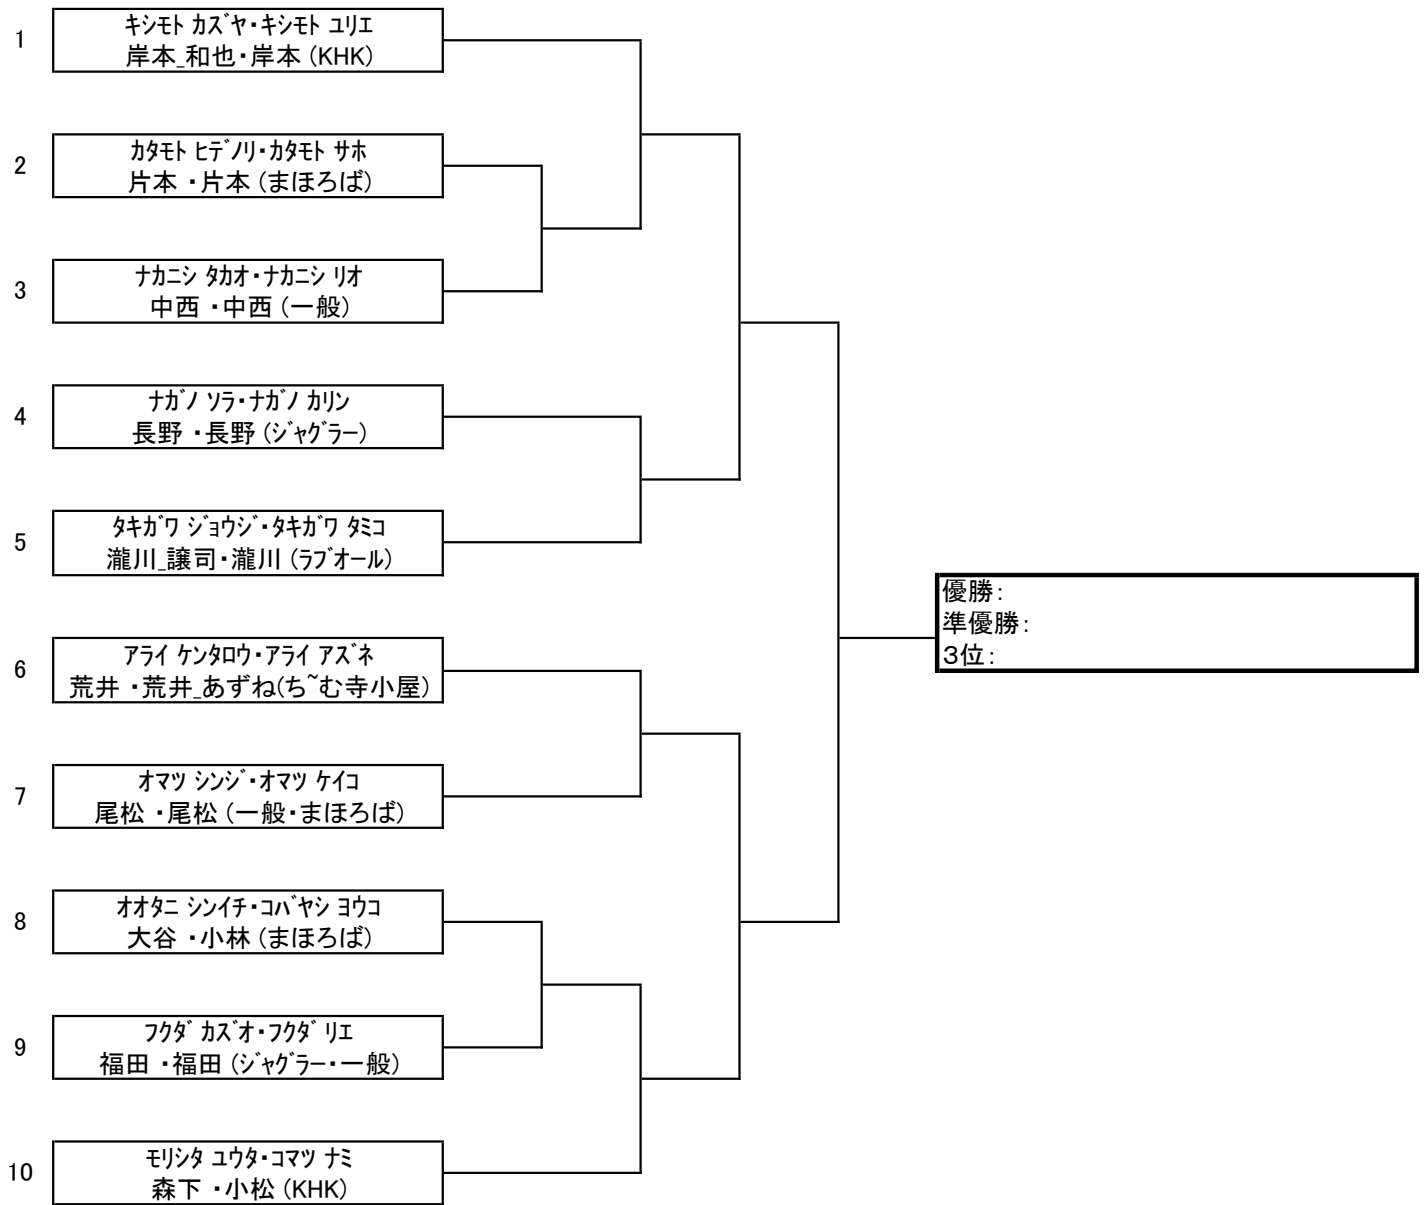 1
ｷｼﾓﾄ ｶｽﾞﾔ・ｷｼﾓﾄ ﾕﾘｴ
岸本_和也・岸本 (KHK)
2
ｶﾀﾓﾄ ﾋﾃﾞﾉﾘ・ｶﾀﾓﾄ ｻﾎ
片本 ・片本 (まほろば)
3
ﾅｶﾆｼ ﾀｶｵ・ﾅｶﾆｼ ﾘｵ
中西 ・中西 (一般)
4
ﾅｶﾞﾉ ｿﾗ・ﾅｶﾞﾉ ｶﾘﾝ
長野 ・長野 (ｼﾞｬｸﾞﾗｰ)
5
ﾀｷｶﾞﾜ ｼﾞｮｳｼﾞ・ﾀｷｶﾞﾜ ﾀﾐｺ
瀧川_譲司・瀧川 (ﾗﾌﾞｵｰﾙ)
6
ｱﾗｲ ｹﾝﾀﾛｳ・ｱﾗｲ ｱｽﾞﾈ
荒井 ・荒井_あずね(ち~む寺小屋)
7
ｵﾏﾂ ｼﾝｼﾞ・ｵﾏﾂ ｹｲｺ
尾松 ・尾松 (一般・まほろば)
8
ｵｵﾀﾆ ｼﾝｲﾁ・ｺﾊﾞﾔｼ ﾖｳｺ
大谷 ・小林 (まほろば)
9
ﾌｸﾀﾞ ｶｽﾞｵ・ﾌｸﾀﾞ ﾘｴ
福田 ・福田 (ｼﾞｬｸﾞﾗｰ・一般)
10
ﾓﾘｼﾀ ﾕｳﾀ・ｺﾏﾂ ﾅﾐ
森下 ・小松 (KHK)
優勝：
準優勝：
３位：